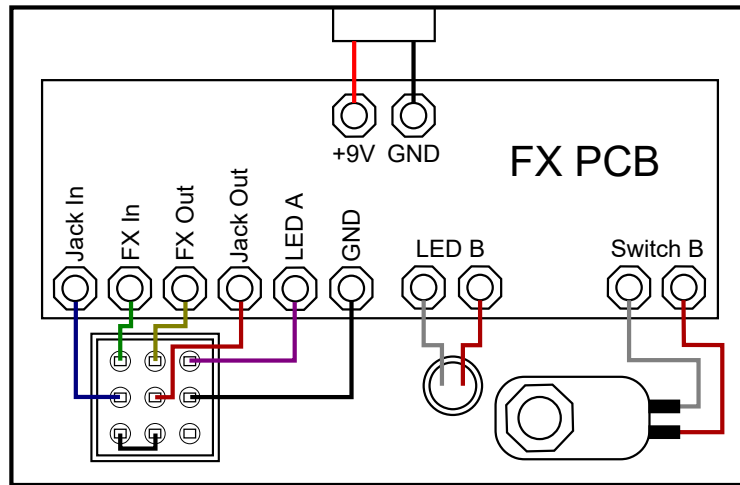 +9V GND
FX PCB
Jack In
FX In
FX Out
Jack Out
LED A
GND
LED B
Switch B